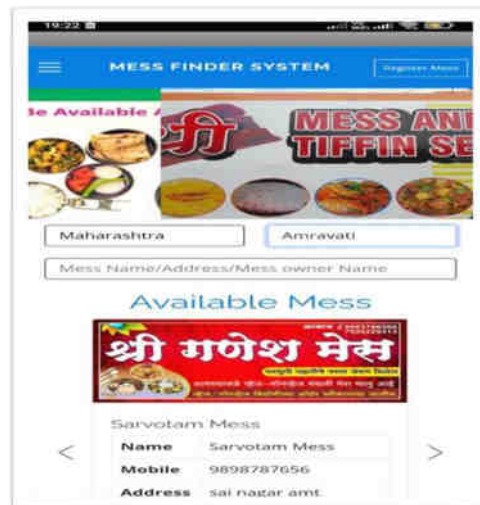 19:22
MESS FINDER SYSTEM
Register Mess
Be Available
श्री
MESS AN
TIFFIN SE
Maharashtra
Amravati
Mess Name/Address/Mess owner Name
Available Mess
श्री गणेश मेस
Sarvotam Mess
< >
Name Sarvotam Mess
Mobile 9898787656
Address sai nagar amt.